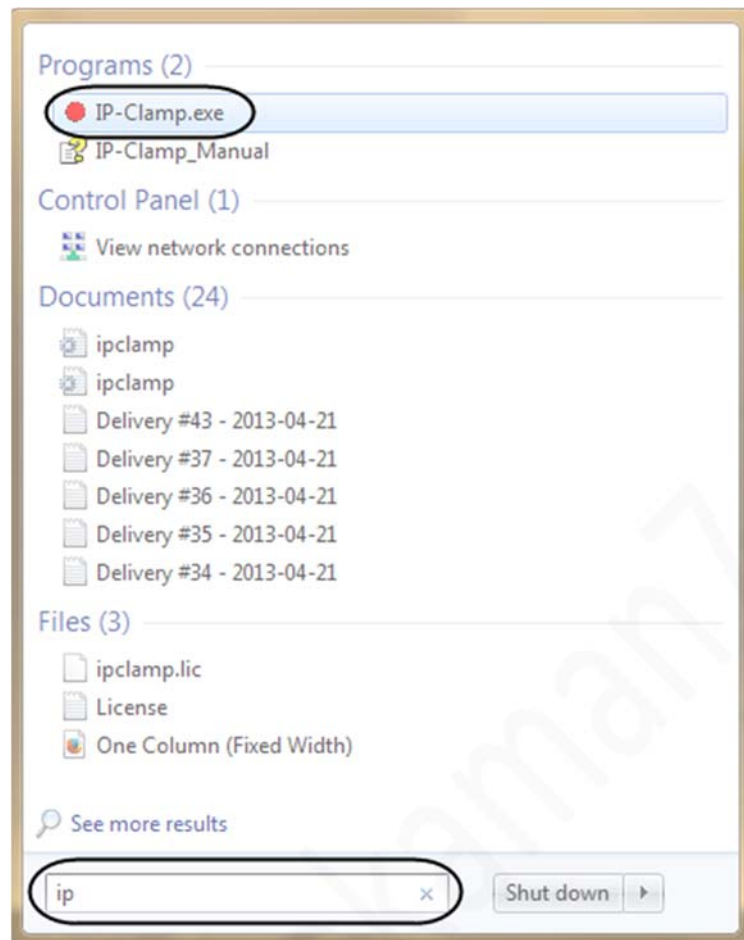 Programs (2)
IP-Clamp.exe
IP-Clamp_Manual
Control Panel (1)
View network connections
Documents (24)
ipclamp
ipclamp
Delivery #43 - 2013-04-21
Delivery #37 - 2013-04-21
Delivery #36 - 2013-04-21
Delivery #35 - 2013-04-21
Delivery #34 - 2013-04-21
Files (3)
ipclamp.lic
License
One Column (Fixed Width)
See more results
ip
Shut down